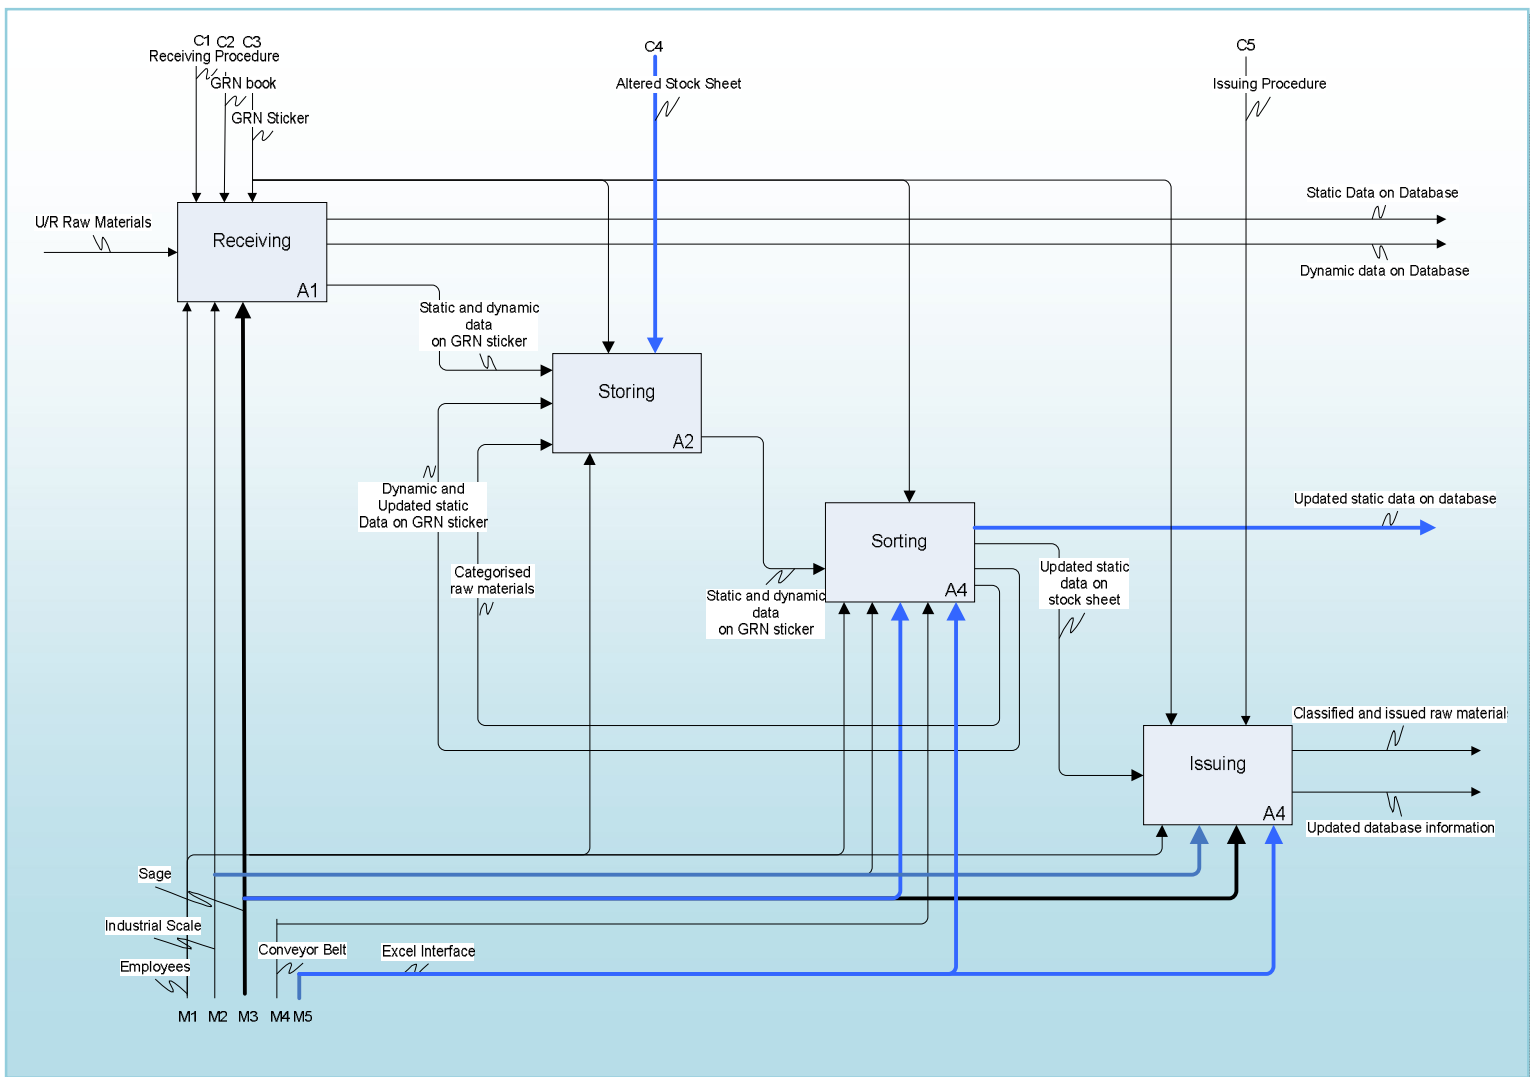 C1 C2 C3
Receiving Procedure
GRN book
GRN Sticker
C4
Altered Stock Sheet
C5
Issuing Procedure
U/R Raw Materials
Receiving
A1
Static Data on Database
Dynamic data on Database
Static and dynamic
data
on GRN sticker
Storing
A2
Dynamic and
Updated static
Data on GRN sticker
Categorised
raw materials
Static and dynamic
data
on GRN sticker
Sorting
A4
Updated static data on database
Updated static
data on
stock sheet
Issuing
A4
Classified and issued raw material
Updated database information
Sage
Industrial Scale
Employees
Conveyor Belt
Excel Interface
M1 M2 M3 M4 M5